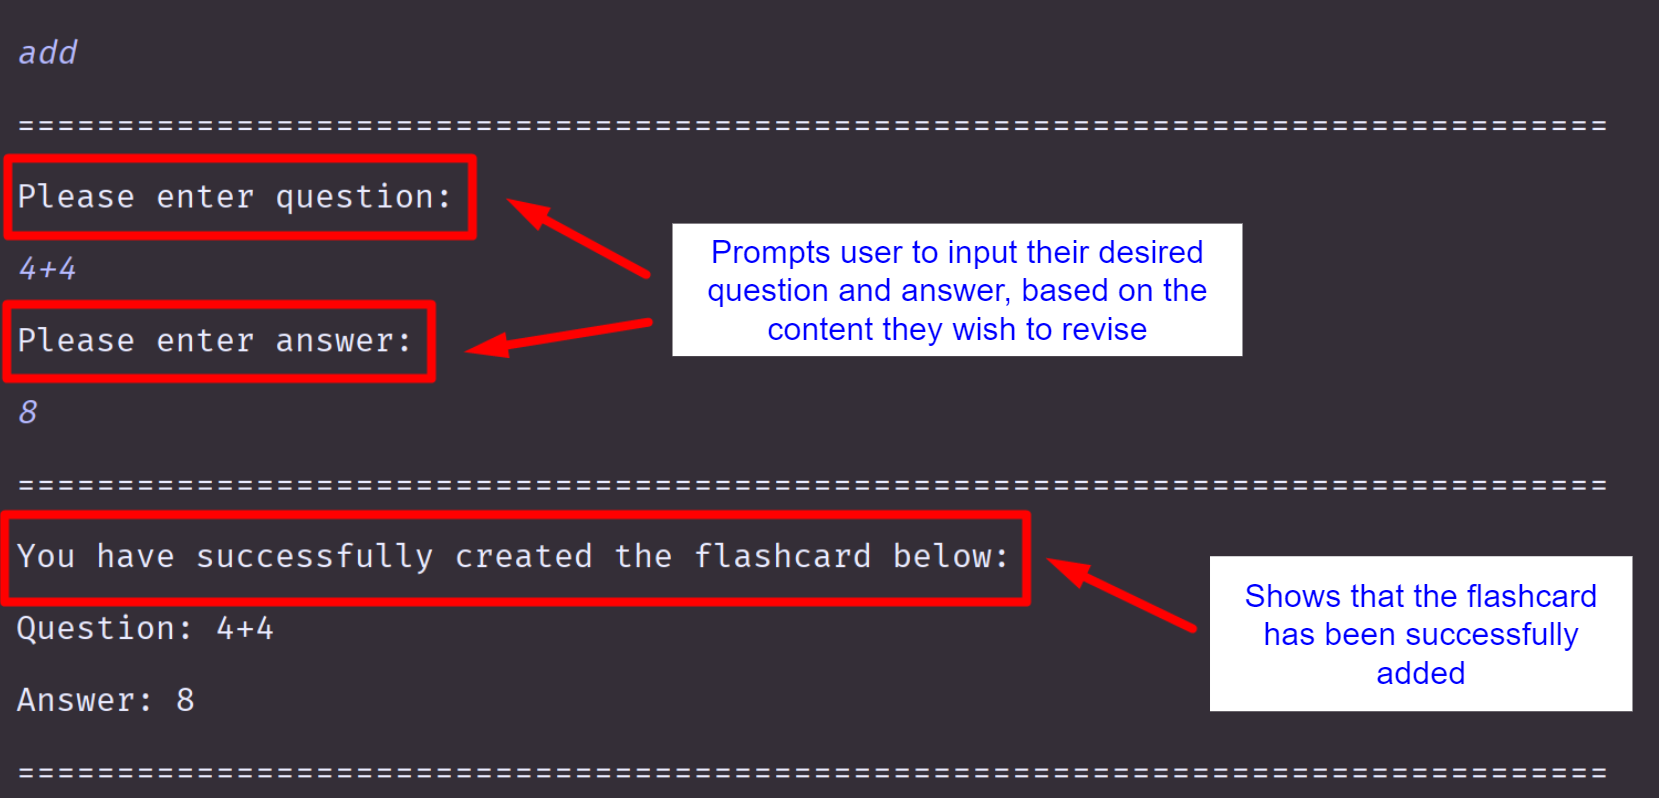 add
================================================================================
Please enter question:
4+4
Please enter answer:
8
Prompts user to input their desired
question and answer, based on the
content they wish to revise
================================================================================
You have successfully created the flashcard below:
Question: 4+4
Answer: 8
Shows that the flashcard
has been successfully
added
================================================================================